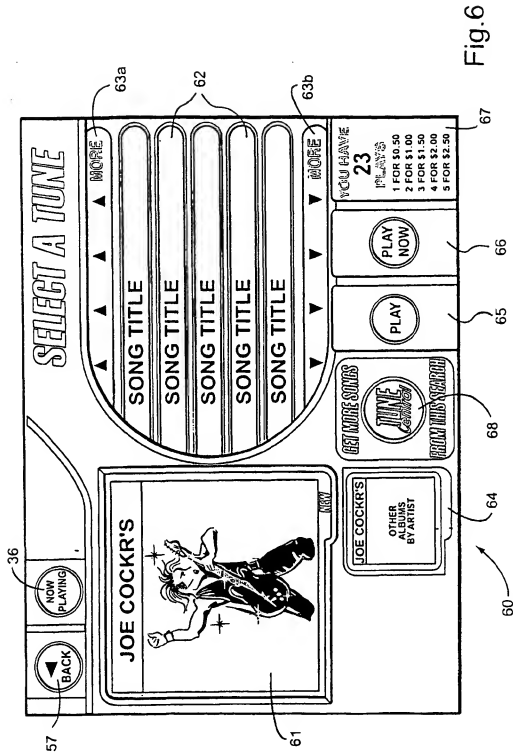 Fig.6
57
BACK
36
NOW
PLAYING
SELECT A TUNE
63a
MORE
62
SONG TITLE
SONG TITLE
SONG TITLE
SONG TITLE
SONG TITLE
MORE
63b
JOE COCKR'S
NEW
61
JOE COCKR'S
OTHER
ALBUMS
BY ARTIST
64
GET MORE SONGS
TUNE
FROM THIS SEARCH
68
PLAY
65
PLAY
NOW
66
YOU HAVE
23
PLAYS
1 FOR $0.50
2 FOR $1.00
3 FOR $1.50
4 FOR $2.00
5 FOR $2.50
67
60